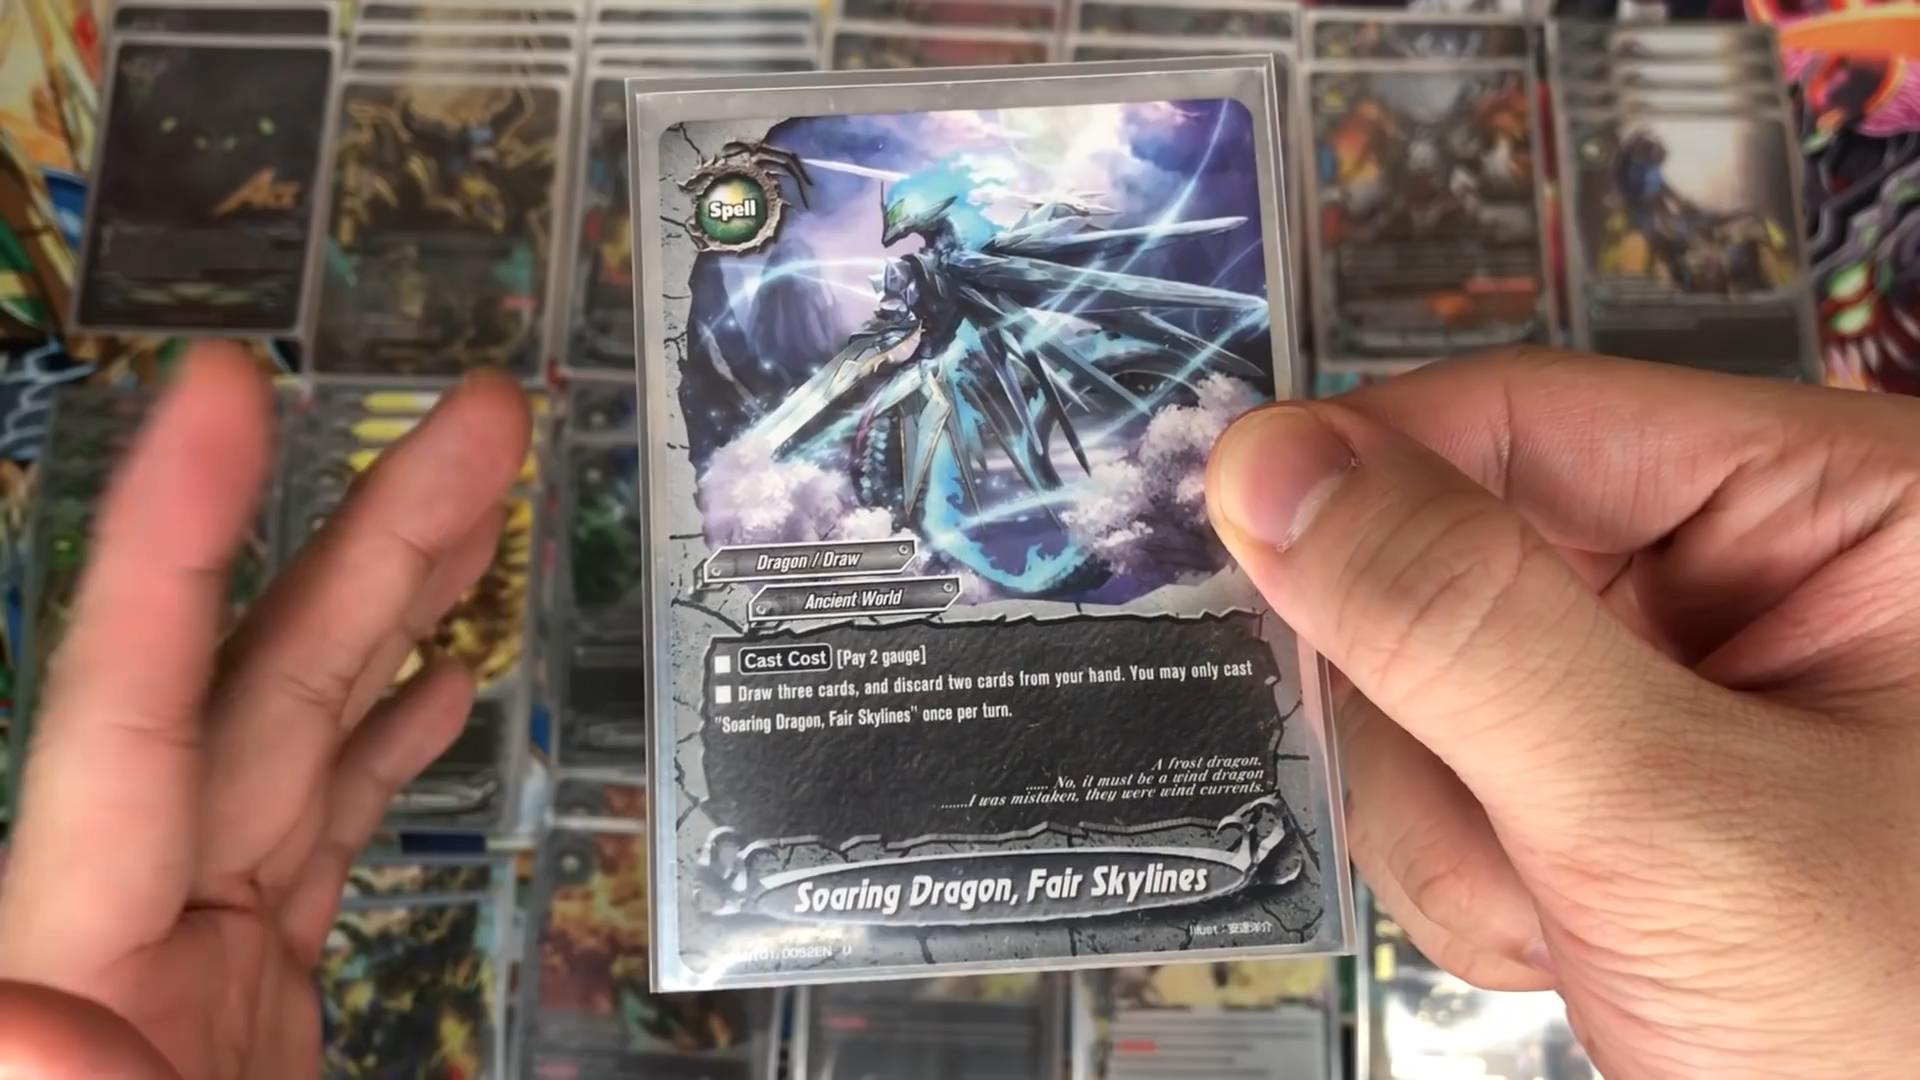 Spell
Dragon / Draw
Ancient World
Cast Cost [Pay 2 gauge]
Draw three cards, and discard two cards from your hand. You may only cast
"Soaring Dragon, Fair Skylines" once per turn.
A frost dragon.
...... No, it must be a wind dragon
.......I was mistaken, they were wind currents.
Soaring Dragon, Fair Skylines
Illust : 安達洋介